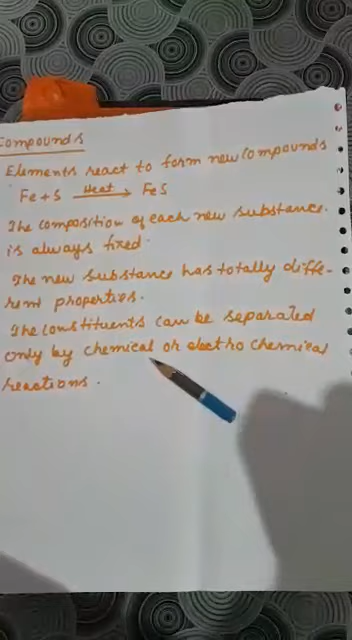 Compounds
Elements react to form new Compounds
Fe + S Heat → FeS
The composition of each new substance.
is always fixed.
The new substance has totally diffe-
rent properties.
The constituents can be separated
only by chemical or electro chemical
reactions.